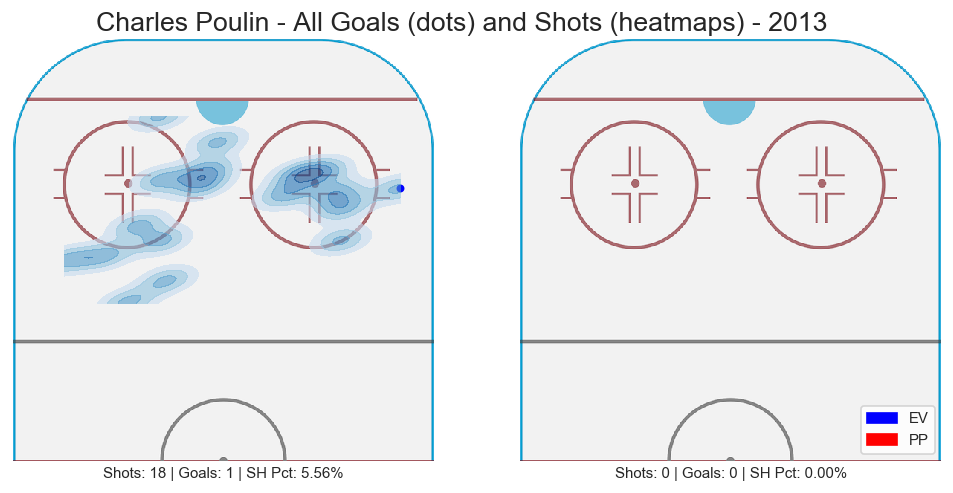 Charles Poulin - All Goals (dots) and Shots (heatmaps) - 2013
EV
PP
Shots: 18 | Goals: 1 | SH Pct: 5.56%
Shots: 0 | Goals: 0 | SH Pct: 0.00%